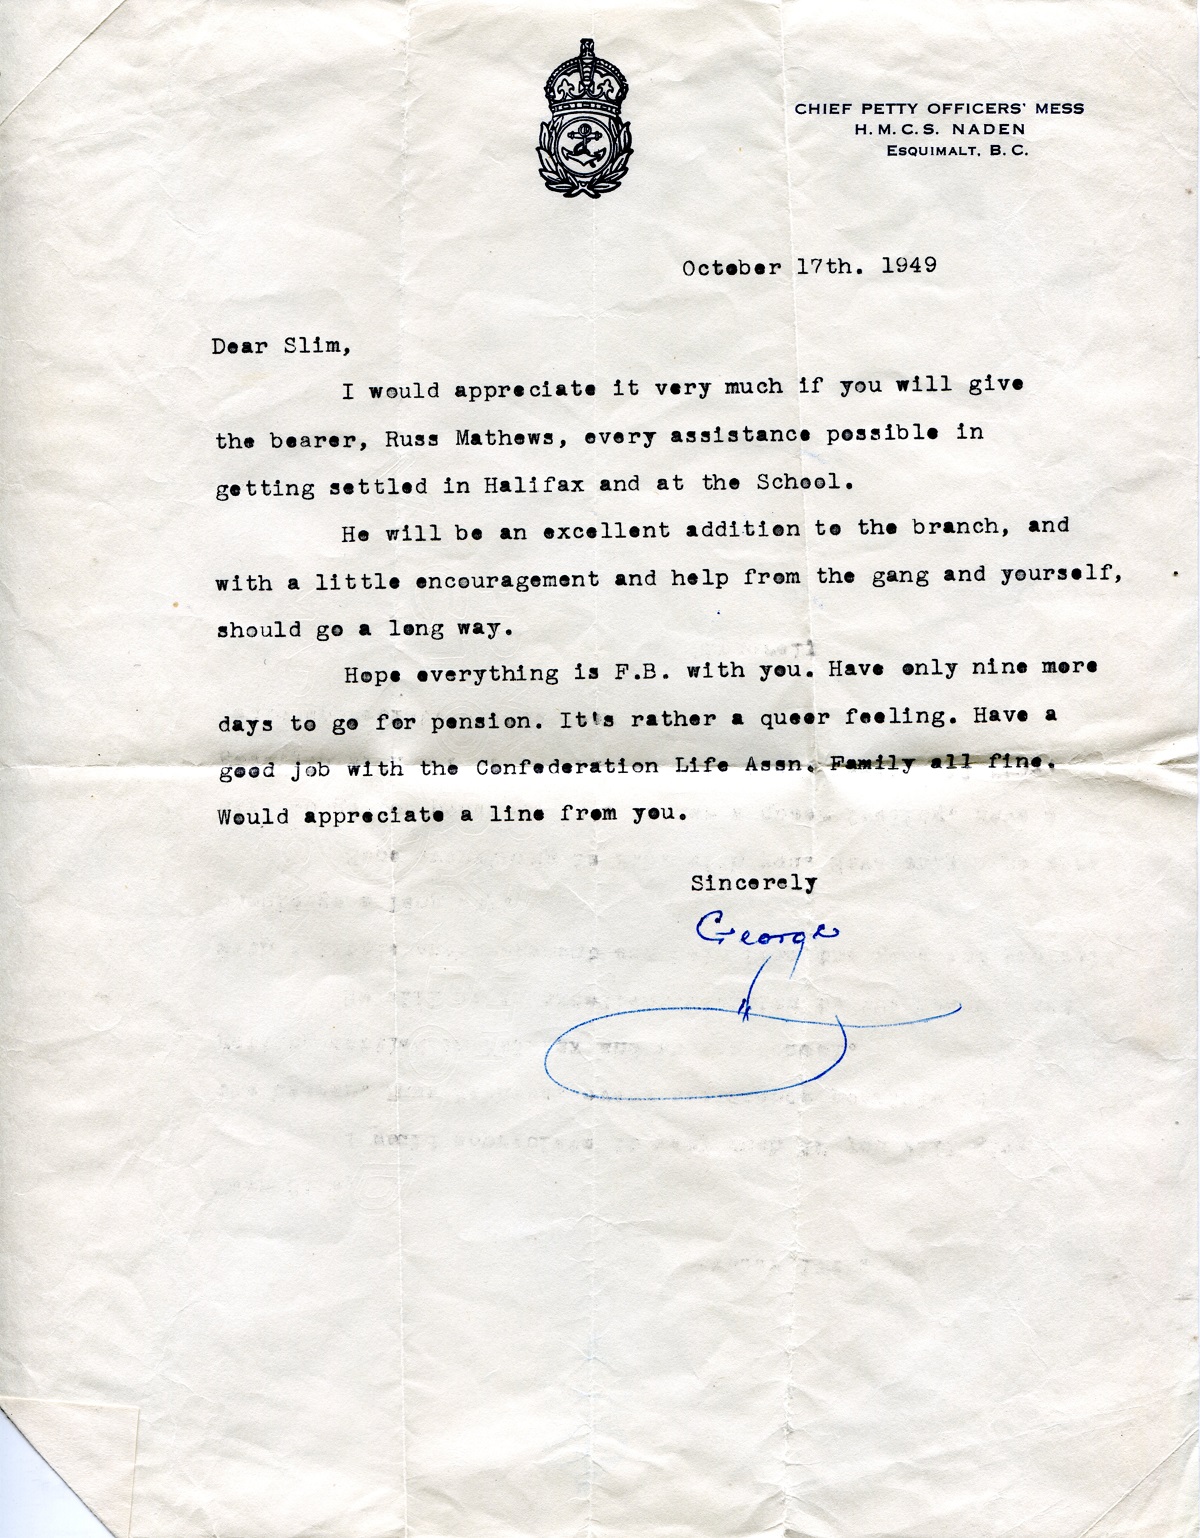 CHIEF PETTY OFFICERS' MESS
H.M.C.S. NADEN
ESQUIMALT, B.C.
October 17th. 1949
Dear Slim,
I would appreciate it very much if you will give
the bearer, Russ Mathews, every assistance possible in
getting settled in Halifax and at the School.
He will be an excellent addition to the branch, and
with a little encouragement and help from the gang and yourself,
should go a long way.
Hope everything is F.B. with you. Have only nine more
days to go for pension. It's rather a queer feeling. Have a
good job with the Confederation Life Assn. Family all fine.
Would appreciate a line from you.
Sincerely
George